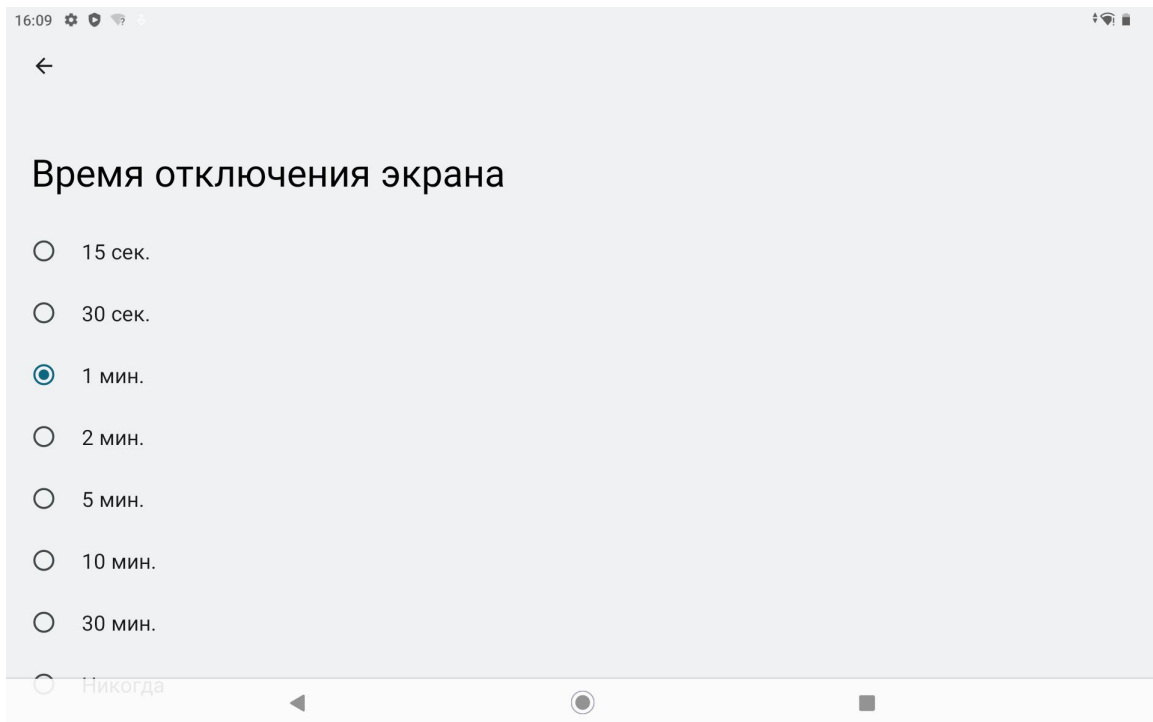 16:09
Время отключения экрана
15 сек.
30 сек.
1 мин.
2 мин.
5 мин.
10 мин.
30 мин.
Никогда